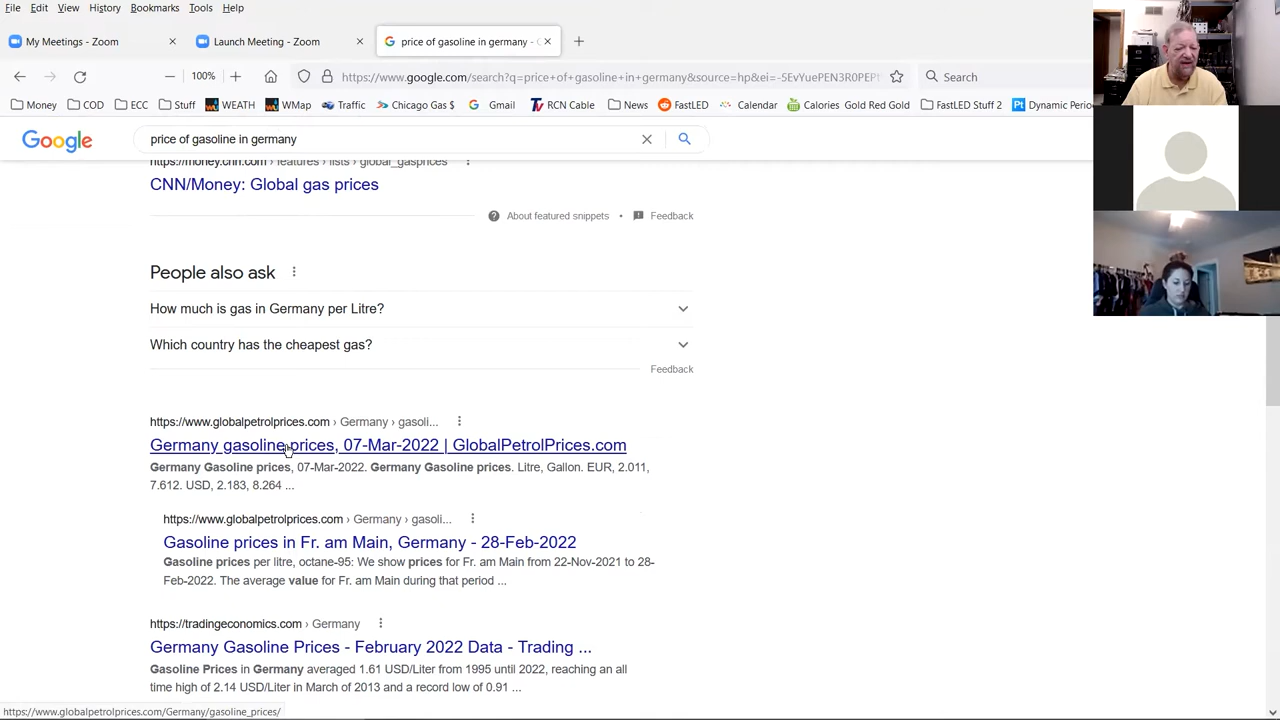 File Edit View History Bookmarks Tools Help
My Meetings - Zoom Launch Meeting - Zoom price of gasoline in germany -
100% https://www.google.com/search?q=price+of+gasoline+in+germany&source=hp&ei= Search
Money COD ECC Stuff WEATH WMap Traffic Chicago Gas $ Gmail RCN Circle News FastLED Calendar Calories Gold Red Gold FastLED Stuff 2 Dynamic Perio
Google price of gasoline in germany
https://money.cnn.com › features › lists › global_gasprices
CNN/Money: Global gas prices
About featured snippets • Feedback
People also ask
How much is gas in Germany per Litre?
Which country has the cheapest gas?
Feedback
https://www.globalpetrolprices.com › Germany › gasoli...
Germany gasoline prices, 07-Mar-2022 | GlobalPetrolPrices.com
Germany Gasoline prices, 07-Mar-2022. Germany Gasoline prices. Litre, Gallon. EUR, 2.011,
7.612. USD, 2.183, 8.264 ...
https://www.globalpetrolprices.com › Germany › gasoli...
Gasoline prices in Fr. am Main, Germany - 28-Feb-2022
Gasoline prices per litre, octane-95: We show prices for Fr. am Main from 22-Nov-2021 to 28-
Feb-2022. The average value for Fr. am Main during that period ...
https://tradingeconomics.com › Germany
Germany Gasoline Prices - February 2022 Data - Trading ...
Gasoline Prices in Germany averaged 1.61 USD/Liter from 1995 until 2022, reaching an all
time high of 2.14 USD/Liter in March of 2013 and a record low of 0.91 ...
https://www.globalpetrolprices.com/Germany/gasoline_prices/